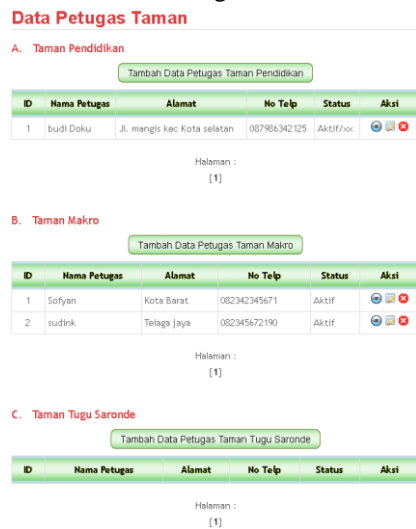 Data Petugas Taman
A. Taman Pendidikan
Tambah Data Petugas Taman Pendidikan
ID Nama Petugas Alamat No Telp Status Aksi
1 budi Doku Jl. mangis kec Kota selatan 087986342125 Aktif/xx
Halaman :
[1]
B. Taman Makro
Tambah Data Petugas Taman Makro
ID Nama Petugas Alamat No Telp Status Aksi
1 Sofyan Kota Barat 082342345671 Aktif
2 sudink Telaga jaya 082345672190 Aktif
Halaman :
[1]
C. Taman Tugu Saronde
Tambah Data Petugas Taman Tugu Saronde
ID Nama Petugas Alamat No Telp Status Aksi
Halaman :
[1]